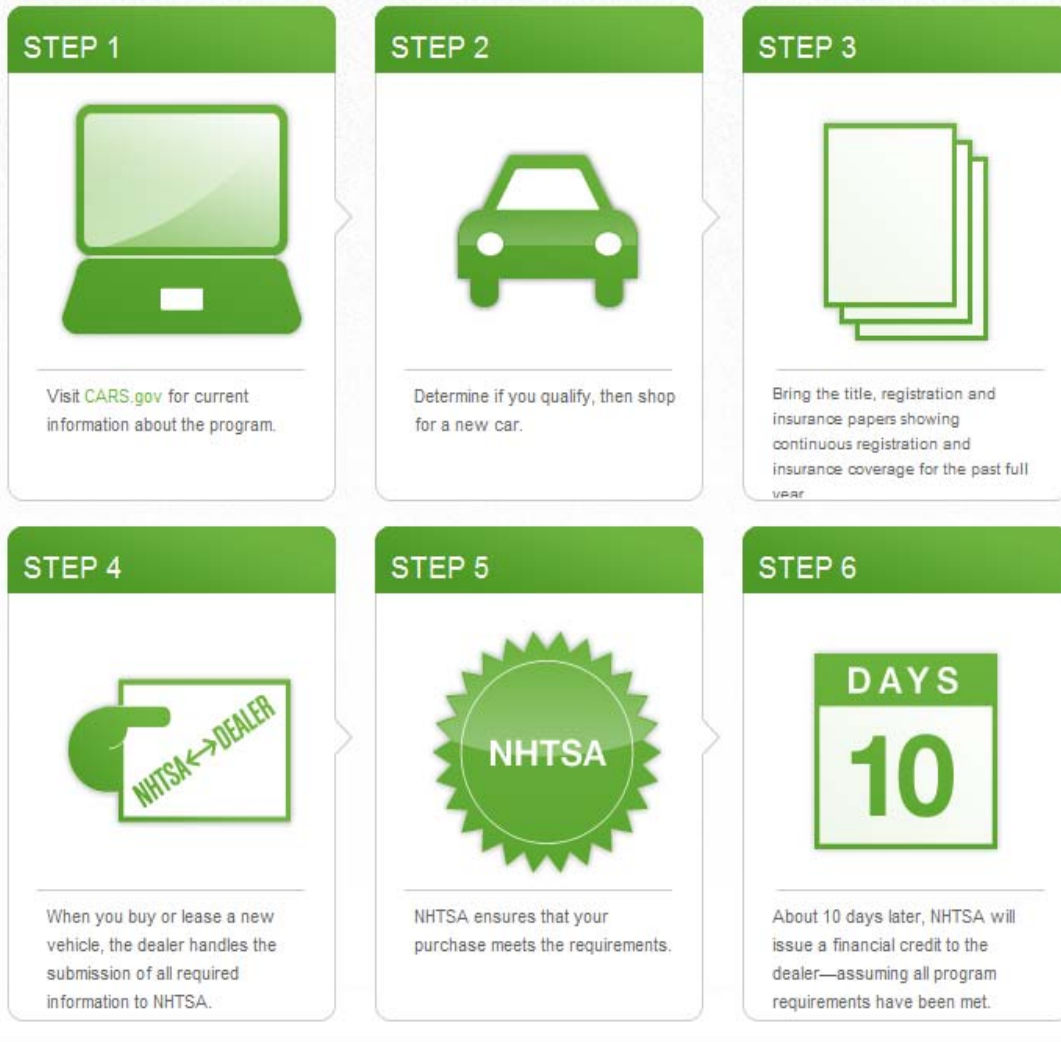 STEP 1
Visit CARS.gov for current
information about the program.
STEP 2
Determine if you qualify, then shop
for a new car.
STEP 3
Bring the title, registration and
insurance papers showing
continuous registration and
insurance coverage for the past full
year
STEP 4
NHTSA↔DEALER
When you buy or lease a new
vehicle, the dealer handles the
submission of all required
information to NHTSA.
STEP 5
NHTSA
NHTSA ensures that your
purchase meets the requirements.
STEP 6
DAYS
10
About 10 days later, NHTSA will
issue a financial credit to the
dealer—assuming all program
requirements have been met.